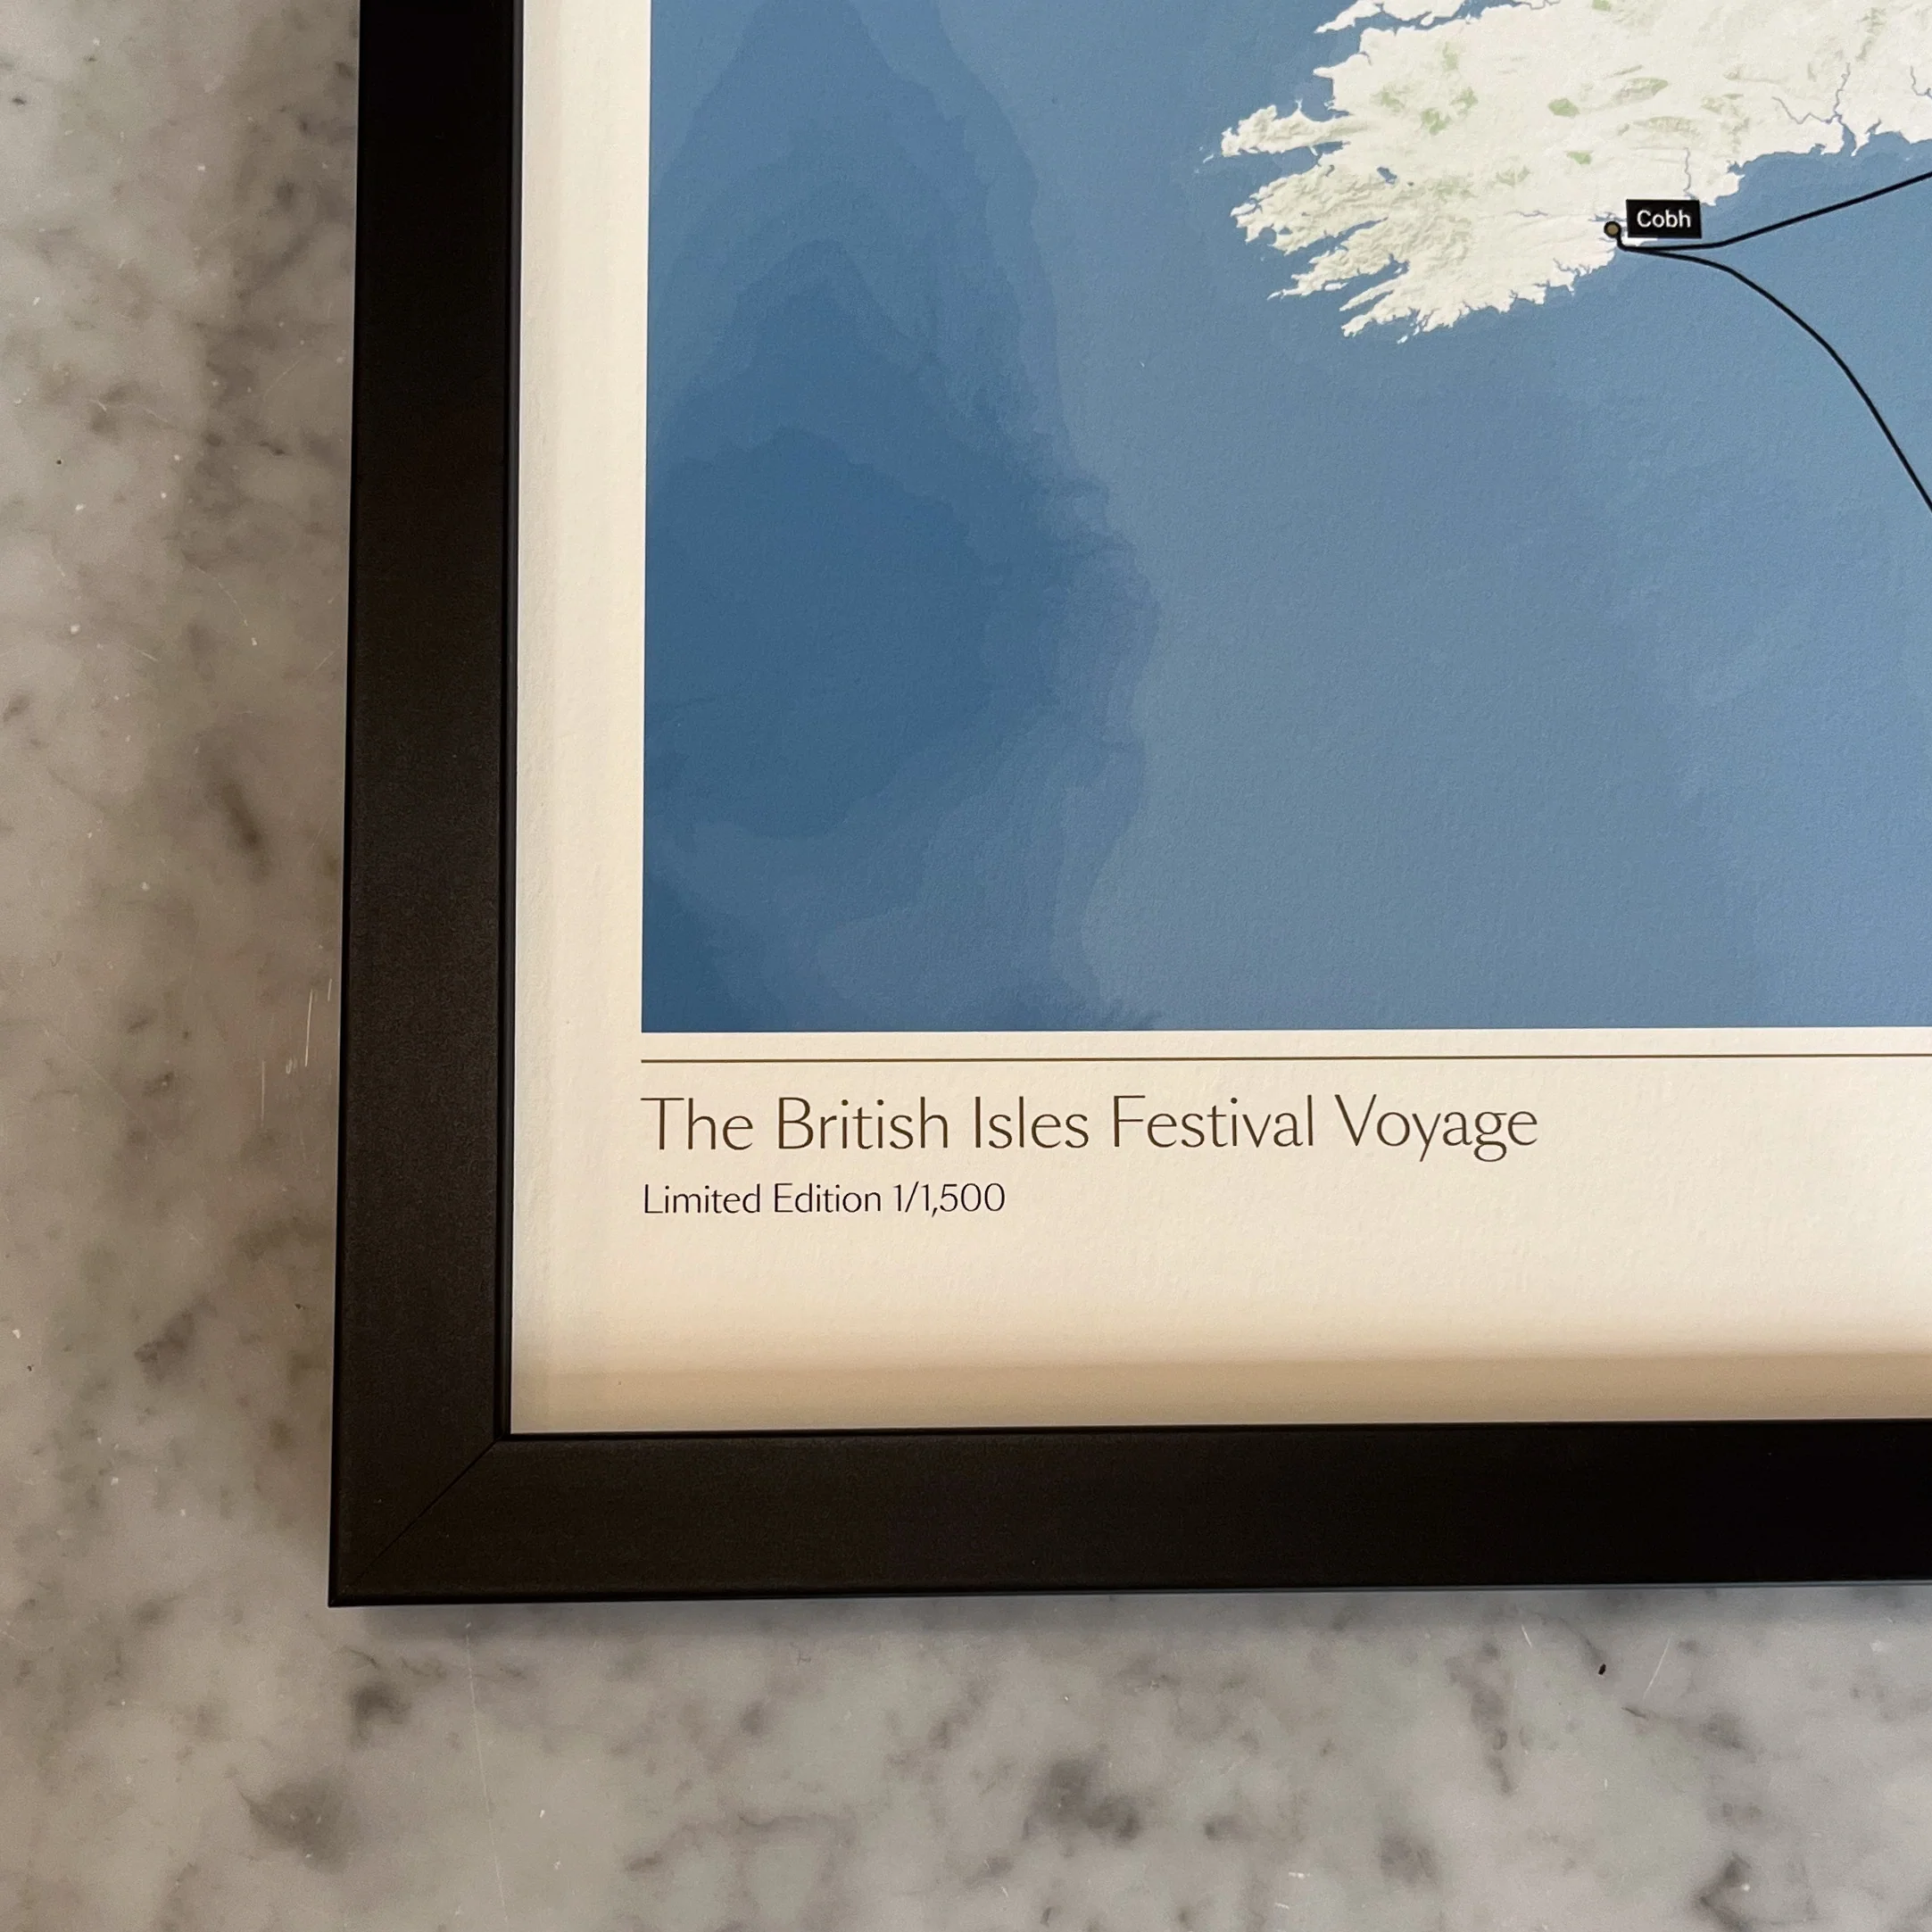 Cobh
The British Isles Festival Voyage
Limited Edition 1/1,500